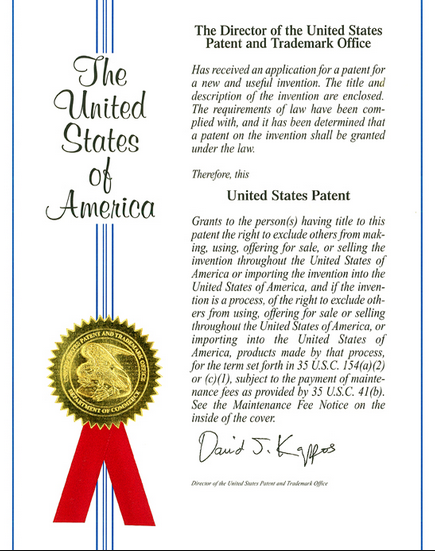 The
United
States
of
America
The Director of the United States
Patent and Trademark Office
Has received an application for a patent for
a new and useful invention. The title and
description of the invention are enclosed.
The requirements of law have been com-
plied with, and it has been determined that
a patent on the invention shall be granted
under the law.
Therefore, this
United States Patent
Grants to the person(s) having title to this
patent the right to exclude others from mak-
ing, using, offering for sale, or selling the
invention throughout the United States of
America or importing the invention into the
United States of America, and if the inven-
tion is a process, of the right to exclude oth-
ers from using, offering for sale or selling
throughout the United States of America, or
importing into the United States of
America, products made by that process,
for the term set forth in 35 U.S.C. 154(a)(2)
or (c)(1), subject to the payment of mainte-
nance fees as provided by 35 U.S.C. 41(b).
See the Maintenance Fee Notice on the
inside of the cover.
David J. Kappos
Director of the United States Patent and Trademark Office
PATENT AND TRADEMARK OFFICE
DEPARTMENT OF COMMERCE